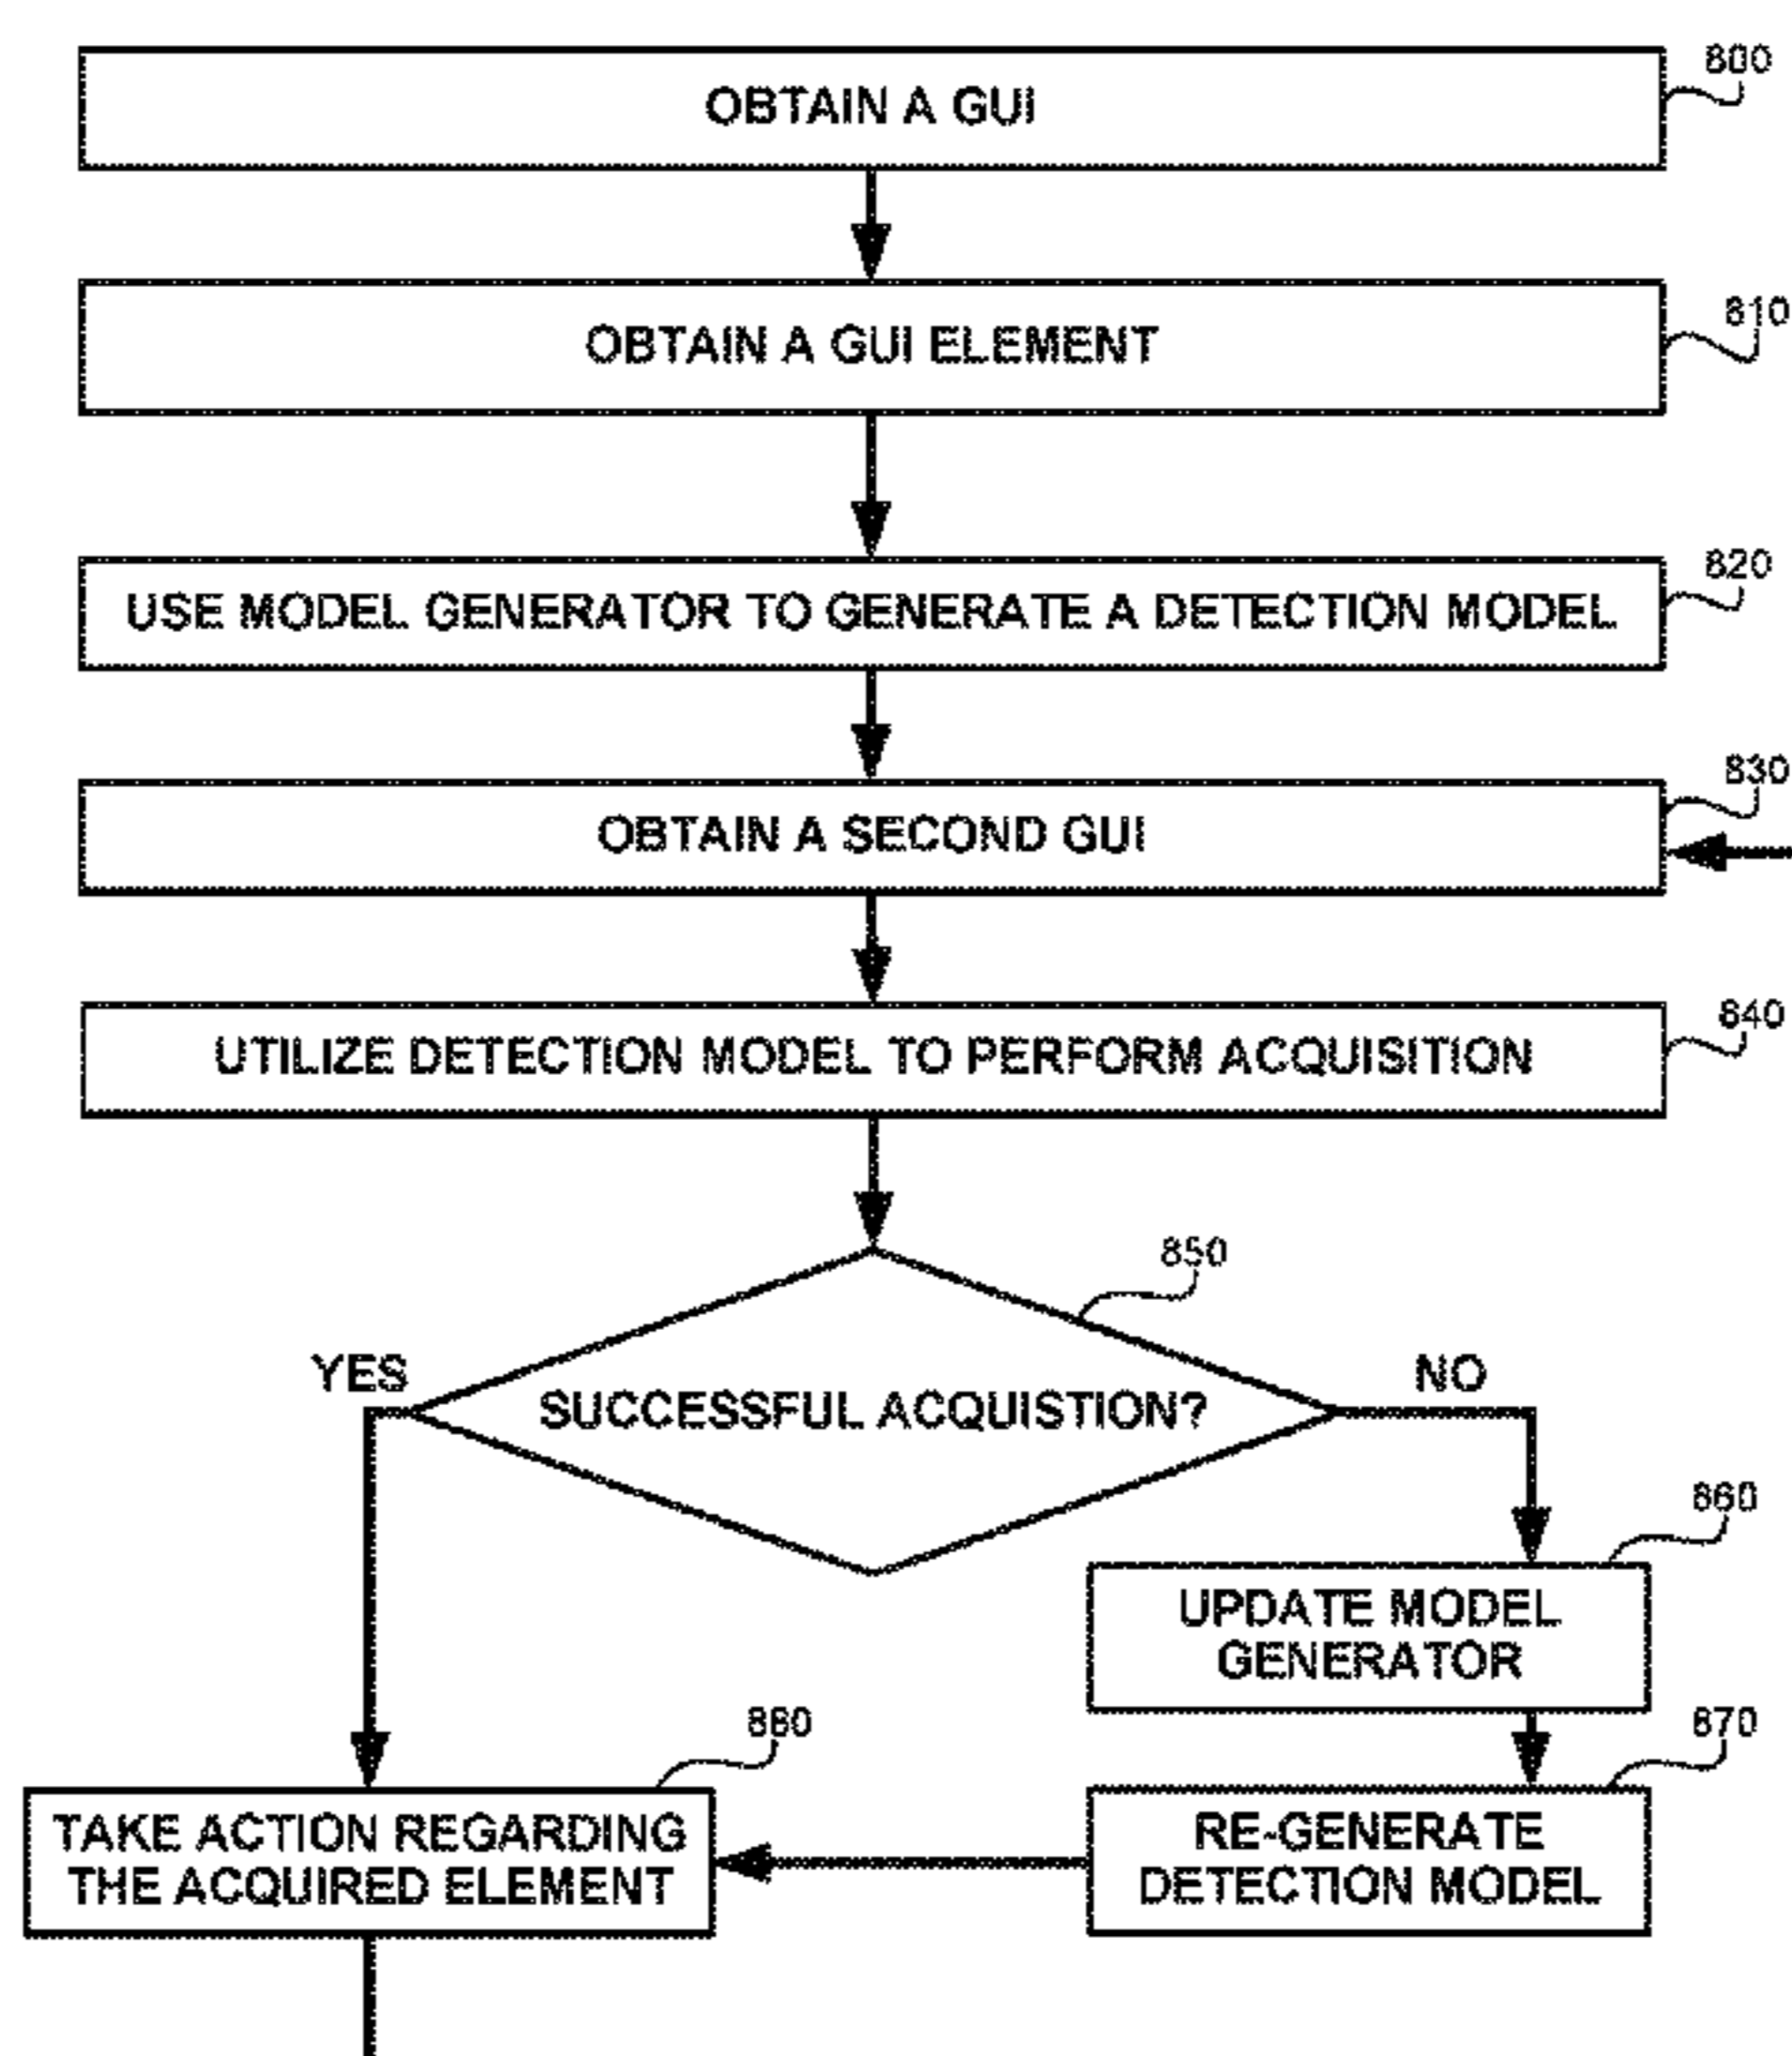 800
OBTAIN A GUI
810
OBTAIN A GUI ELEMENT
820
USE MODEL GENERATOR TO GENERATE A DETECTION MODEL
830
OBTAIN A SECOND GUI
840
UTILIZE DETECTION MODEL TO PERFORM ACQUISITION
850
YES
SUCCESSFUL ACQUISTION?
NO
860
UPDATE MODEL
GENERATOR
880
870
TAKE ACTION REGARDING
THE ACQUIRED ELEMENT
RE-GENERATE
DETECTION MODEL